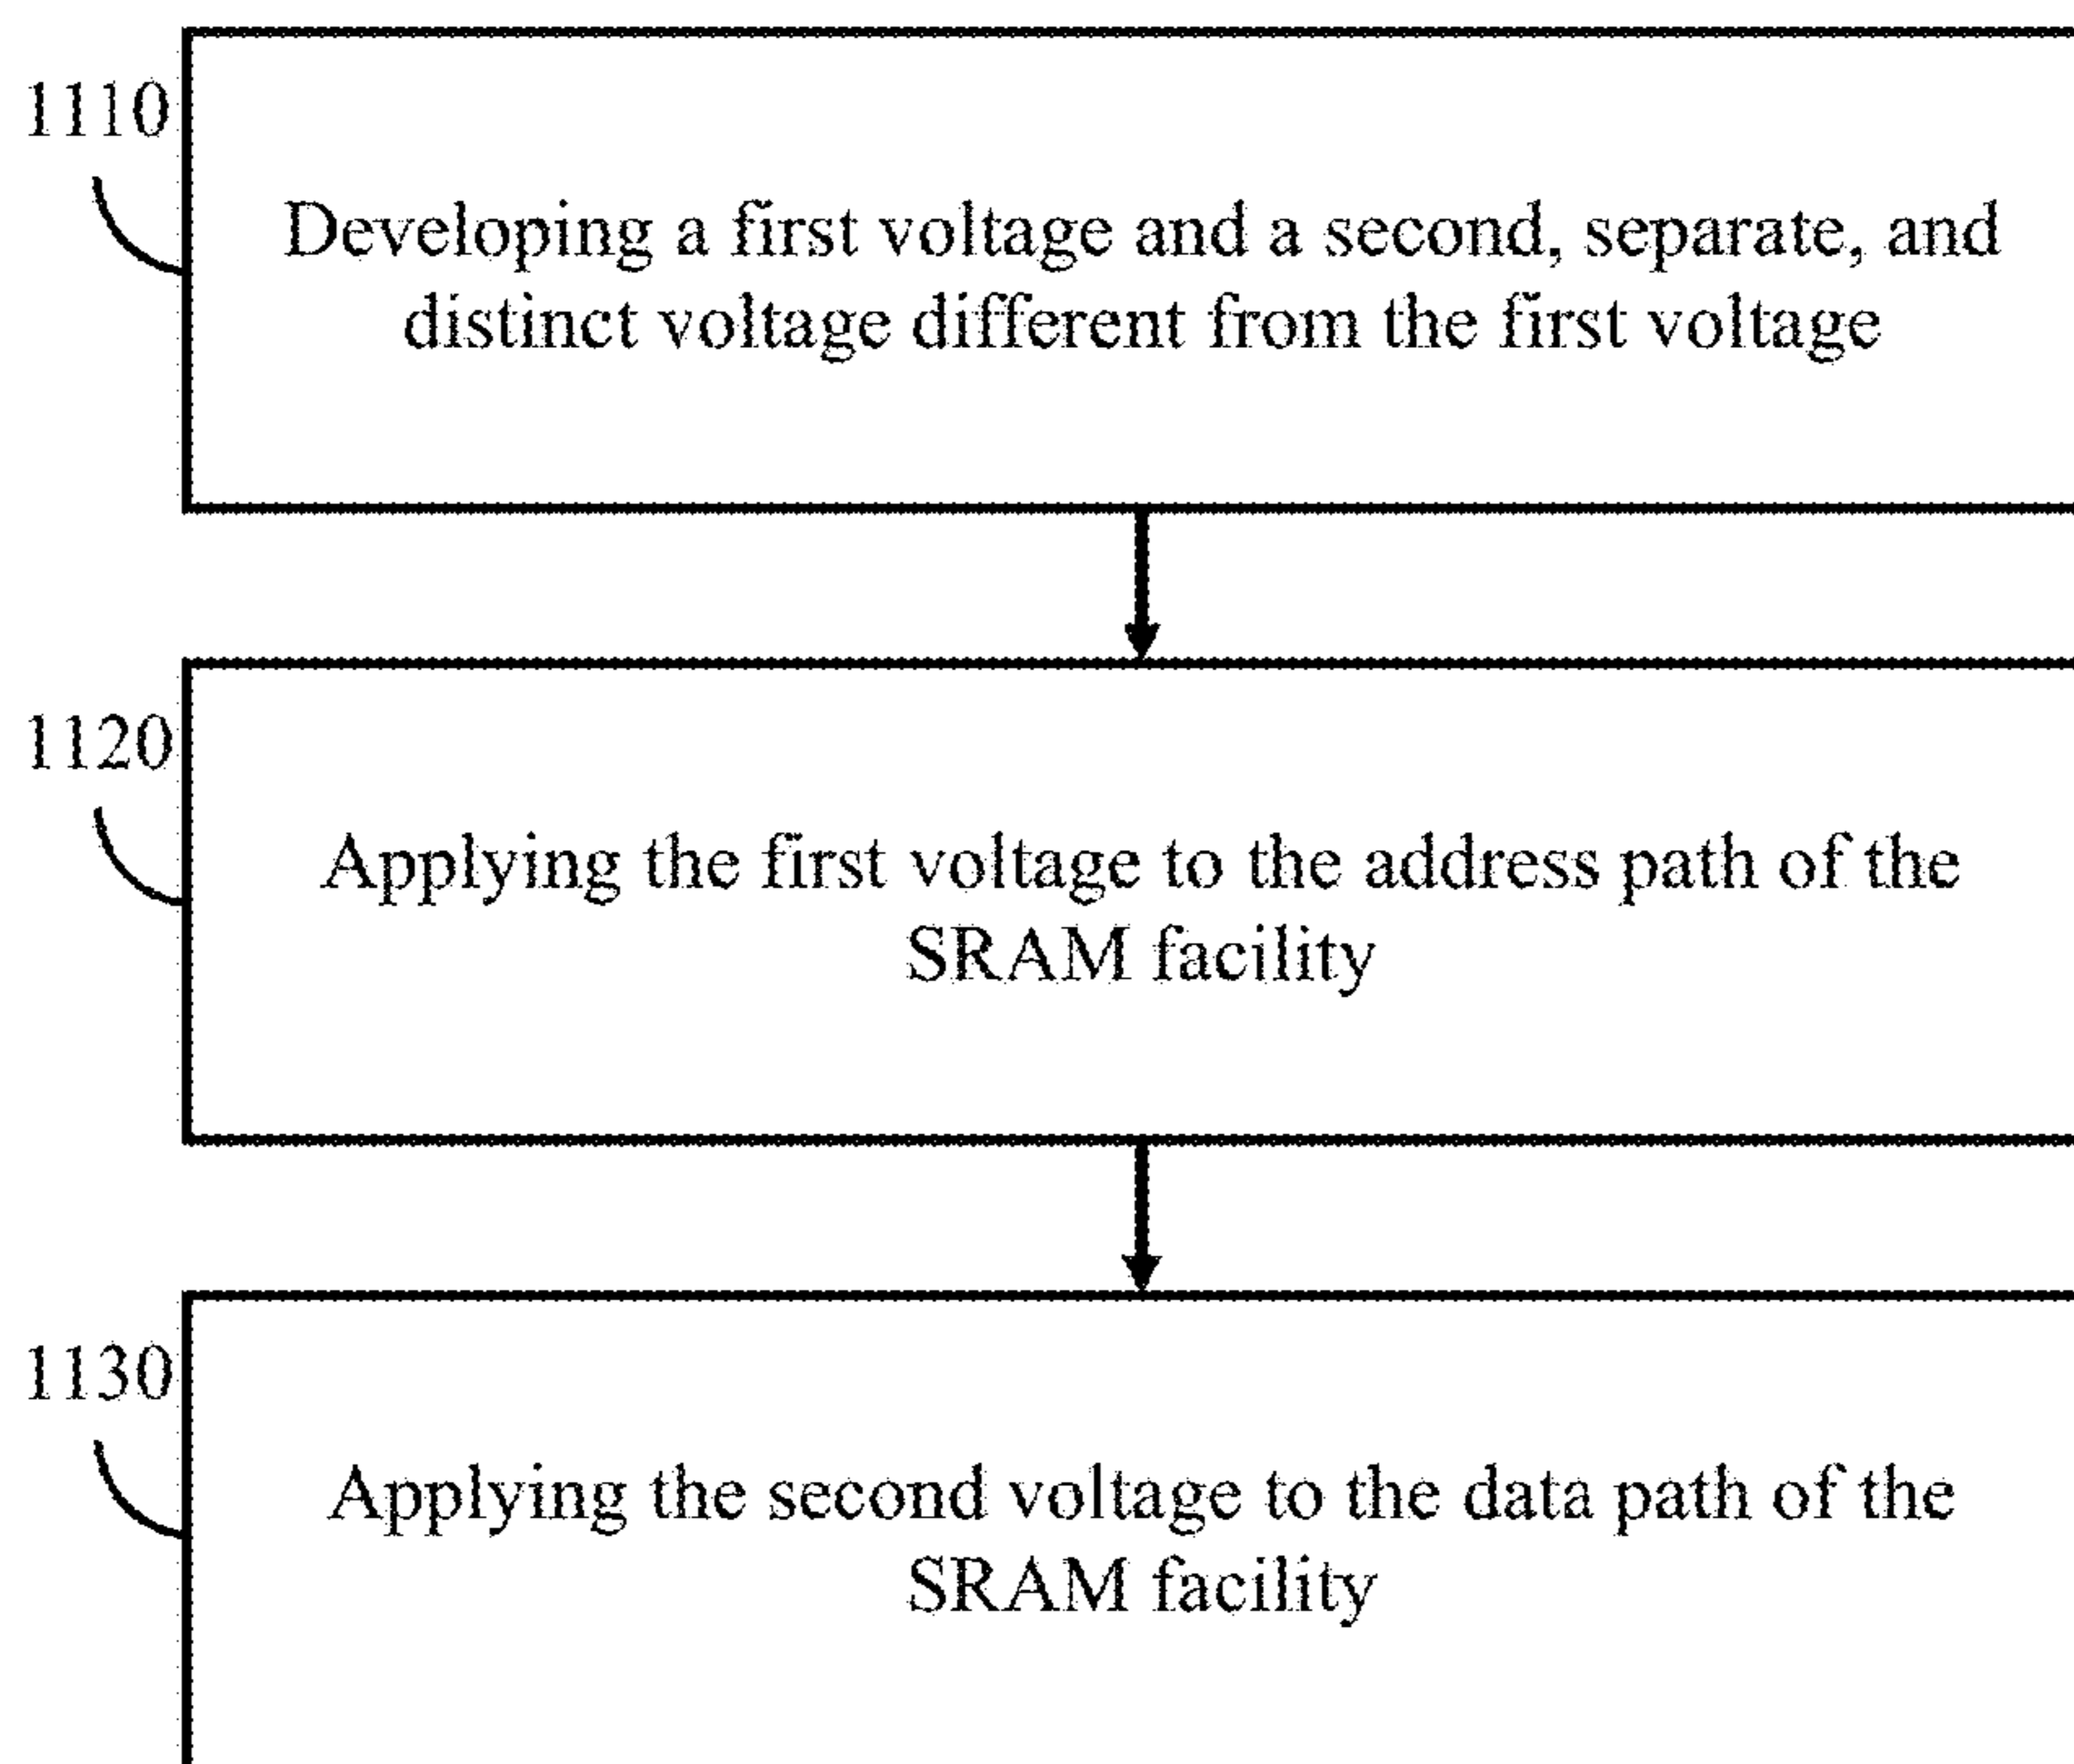 1110
Developing a first voltage and a second, separate, and
distinct voltage different from the first voltage
1120
Applying the first voltage to the address path of the
SRAM facility
1130
Applying the second voltage to the data path of the
SRAM facility